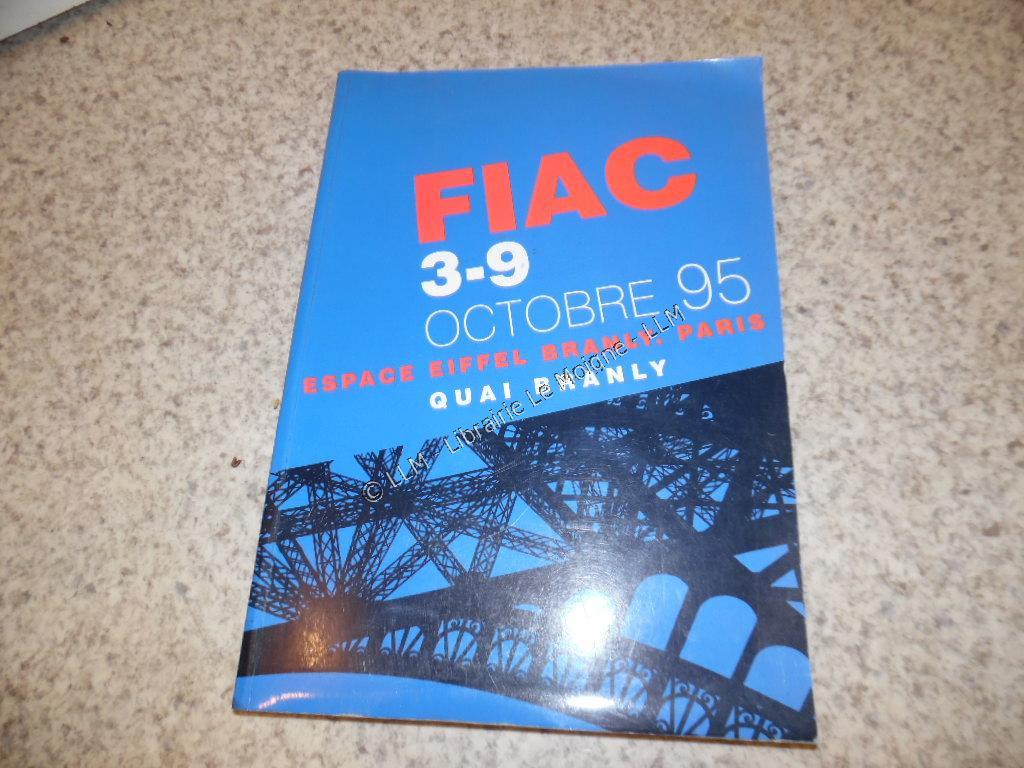 FIAC
3-9
OCTOBRE 95
ESPACE EIFFEL BRANLY. PARIS
QUAI BRANLY
© LLM - Librairie Le Moigne - LLM